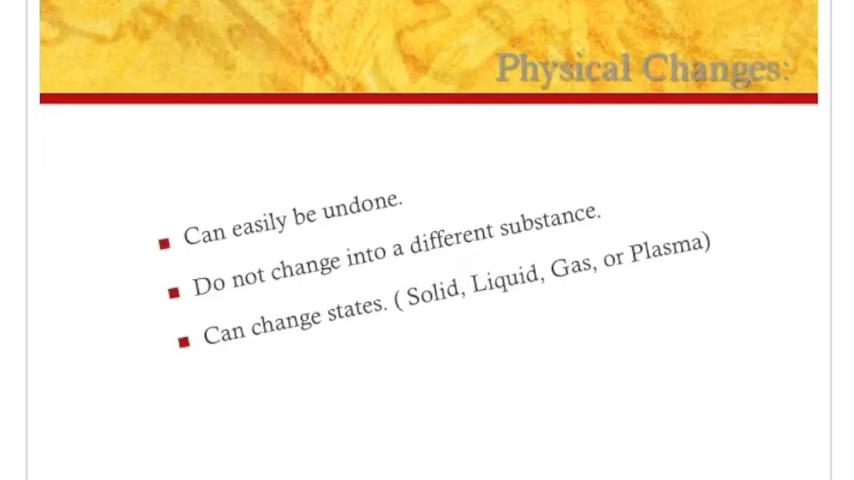 Physical Changes:
Can easily be undone.
Do not change into a different substance.
Can change states. ( Solid, Liquid, Gas, or Plasma)